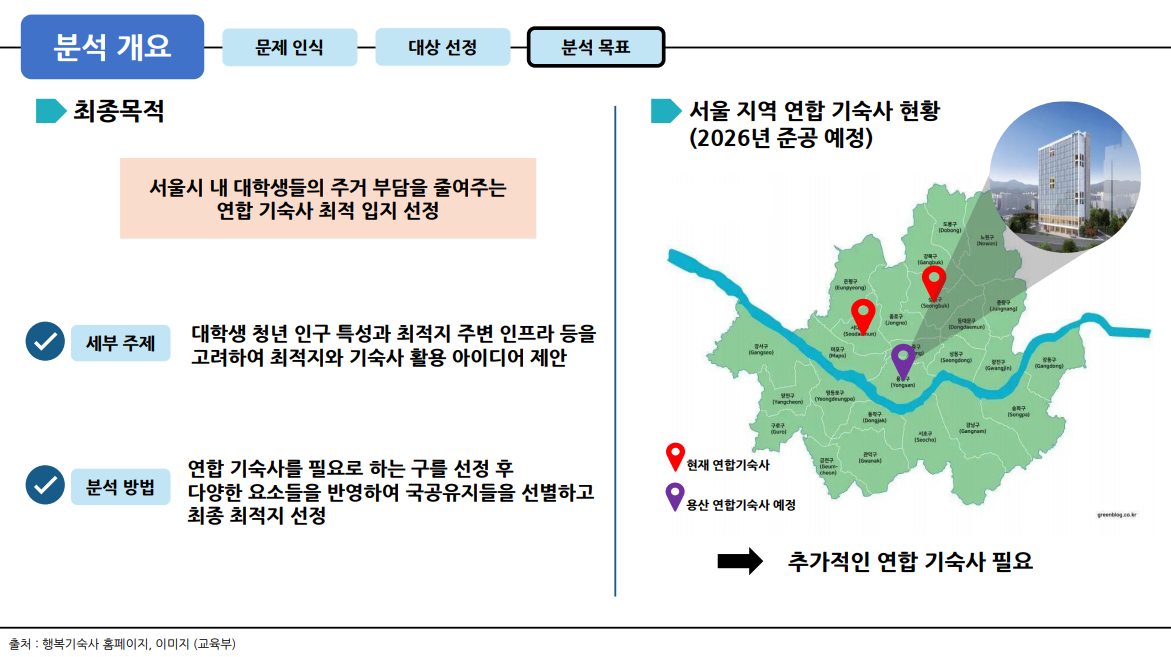 분석 개요
문제 인식
대상 선정
분석 목표
최종목적
서울시 내 대학생들의 주거 부담을 줄여주는
연합 기숙사 최적 입지 선정
세부 주제
대학생 청년 인구 특성과 최적지 주변 인프라 등을
고려하여 최적지와 기숙사 활용 아이디어 제안
분석 방법
연합 기숙사를 필요로 하는 구를 선정 후
다양한 요소들을 반영하여 국공유지들을 선별하고
최종 최적지 선정
서울 지역 연합 기숙사 현황
(2026년 준공 예정)
도봉구
(Dobong)
노원구
(Nowon)
강북구
(Gangbuk)
은평구
(Eunpyeong)
(Seongbuk)
중랑구
(Jungnang)
종로구
(Jongno)
동대문구
(Dongdaemun)
강서구
(Gangseo)
마포구
(Mapo)
성동구
(Seongdong)
광진구
(Gwangjin)
강동구
(Gangdong)
(Yongsan)
양천구
(Yangcheon)
영등포구
(Yeongdeungpo)
동작구
(Dongjak)
송파구
(Songpa)
구로구
(Guro)
서초구
(Seocho)
강남구
(Gangnam)
금천구
(Geum-
cheon)
관악구
(Gwanak)
현재 연합기숙사
용산 연합기숙사 예정
greenblog.co.kr
추가적인 연합 기숙사 필요
출처 : 행복기숙사 홈페이지, 이미지 (교육부)